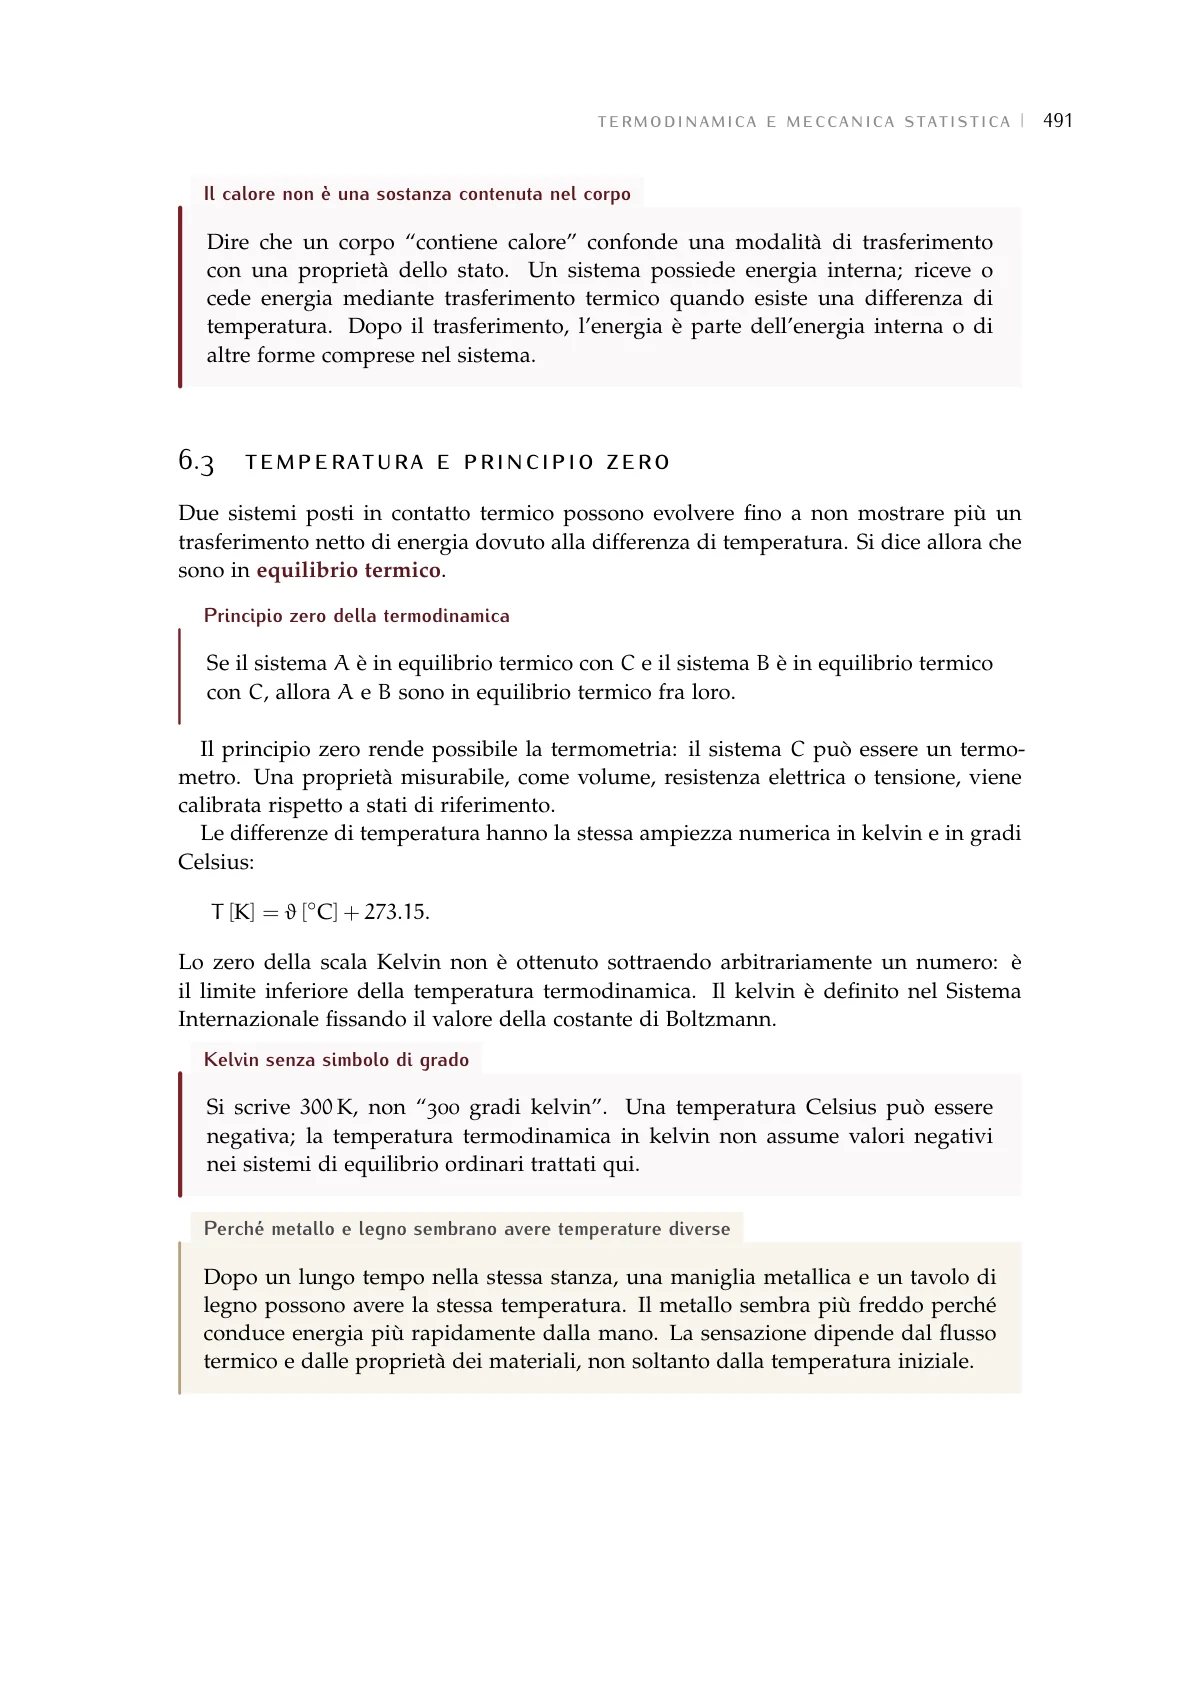 TERMODINAMICA E MECCANICA STATISTICA | 491
Il calore non è una sostanza contenuta nel corpo
Dire che un corpo “contiene calore” confonde una modalità di trasferimento
con una proprietà dello stato. Un sistema possiede energia interna; riceve o
cede energia mediante trasferimento termico quando esiste una differenza di
temperatura. Dopo il trasferimento, l’energia è parte dell’energia interna o di
altre forme comprese nel sistema.
6.3 TEMPERATURA E PRINCIPIO ZERO
Due sistemi posti in contatto termico possono evolvere fino a non mostrare più un
trasferimento netto di energia dovuto alla differenza di temperatura. Si dice allora che
sono in equilibrio termico.
Principio zero della termodinamica
Se il sistema A è in equilibrio termico con C e il sistema B è in equilibrio termico
con C, allora A e B sono in equilibrio termico fra loro.
Il principio zero rende possibile la termometria: il sistema C può essere un termo-
metro. Una proprietà misurabile, come volume, resistenza elettrica o tensione, viene
calibrata rispetto a stati di riferimento.
Le differenze di temperatura hanno la stessa ampiezza numerica in kelvin e in gradi
Celsius:
T [K] = ϑ [°C] + 273.15.
Lo zero della scala Kelvin non è ottenuto sottraendo arbitrariamente un numero: è
il limite inferiore della temperatura termodinamica. Il kelvin è definito nel Sistema
Internazionale fissando il valore della costante di Boltzmann.
Kelvin senza simbolo di grado
Si scrive 300 K, non “300 gradi kelvin”. Una temperatura Celsius può essere
negativa; la temperatura termodinamica in kelvin non assume valori negativi
nei sistemi di equilibrio ordinari trattati qui.
Perché metallo e legno sembrano avere temperature diverse
Dopo un lungo tempo nella stessa stanza, una maniglia metallica e un tavolo di
legno possono avere la stessa temperatura. Il metallo sembra più freddo perché
conduce energia più rapidamente dalla mano. La sensazione dipende dal flusso
termico e dalle proprietà dei materiali, non soltanto dalla temperatura iniziale.